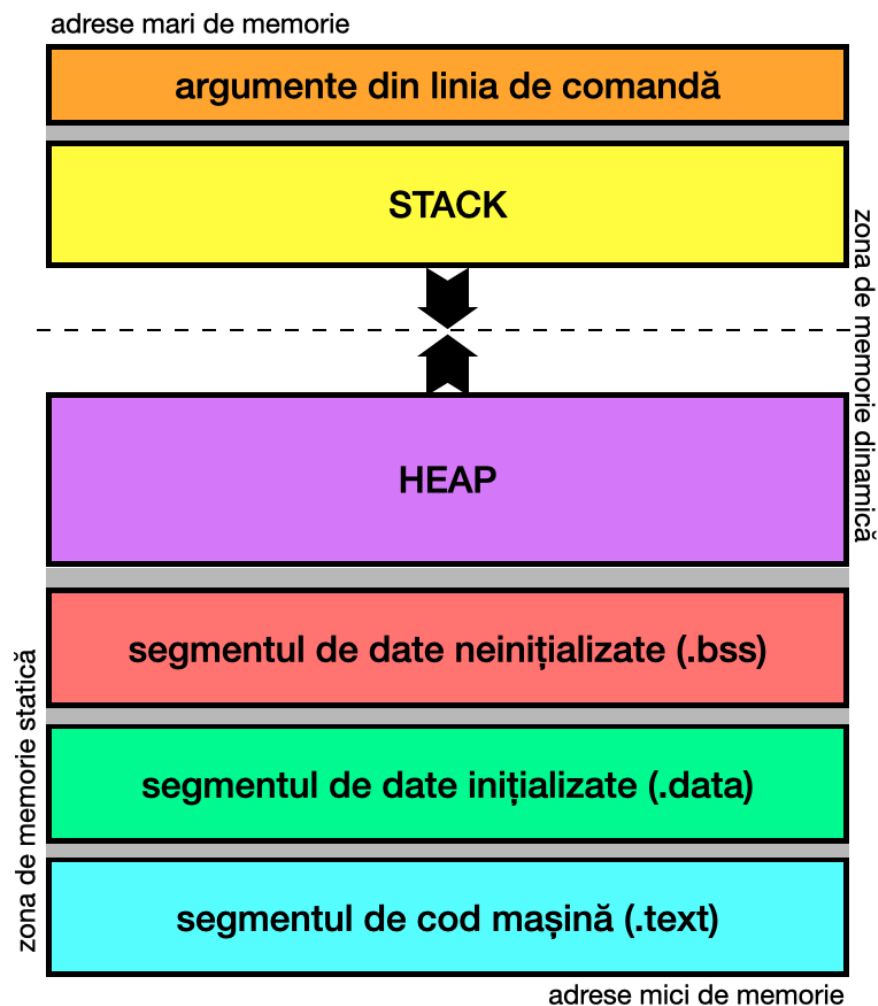 adrese mari de memorie
argumente din linia de comandă
STACK
zona de memorie dinamică
HEAP
segmentul de date neinițializate (.bss)
zona de memorie statică
segmentul de date inițializate (.data)
segmentul de cod mașină (.text)
adrese mici de memorie